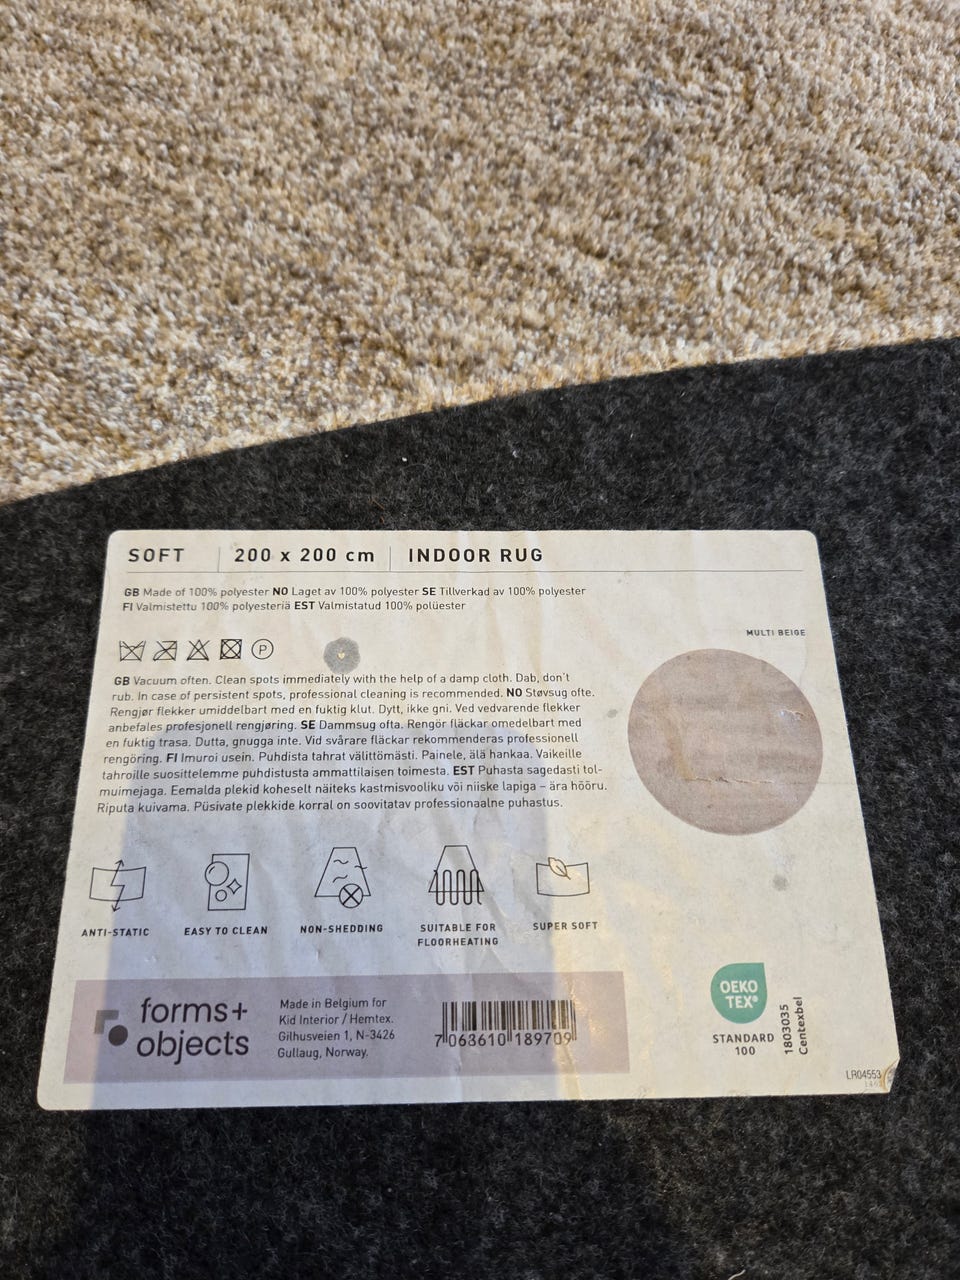 SOFT | 200 x 200 cm | INDOOR RUG
GB Made of 100% polyester NO Laget av 100% polyester SE Tillverkad av 100% polyester
FI Valmistettu 100% polyesteriä EST Valmistatud 100% polüester
MULTI BEIGE
P
GB Vacuum often. Clean spots immediately with the help of a damp cloth. Dab, don't
rub. In case of persistent spots, professional cleaning is recommended. NO Støvsug ofte.
Rengjør flekker umiddelbart med en fuktig klut. Dytt, ikke gni. Ved vedvarende flekker
anbefales profesjonell rengjøring. SE Dammsug ofta. Rengör fläckar omedelbart med
en fuktig trasa. Dutta, gnugga inte. Vid svårare fläckar rekommenderas professionell
rengöring. FI Imuroi usein. Puhdista tahrat välittömästi. Painele, älä hankaa. Vaikeille
tahroille suosittelemme puhdistusta ammattilaisen toimesta. EST Puhasta sagedasti tol-
muimejaga. Eemalda plekid koheselt näiteks kastmisvooliku või niiske lapiga – ära hööru.
Riputa kuivama. Püsivate plekkide korral on soovitatav professionaalne puhastus.
ANTI-STATIC
EASY TO CLEAN
NON-SHEDDING
SUITABLE FOR
FLOORHEATING
SUPER SOFT
forms+
objects
Made in Belgium for
Kid Interior / Hemtex.
Gilhusveien 1, N-3426
Gullaug, Norway.
7 063610 189709
OEKO
TEX®
STANDARD
100
1803035
Centexbel
LR04553